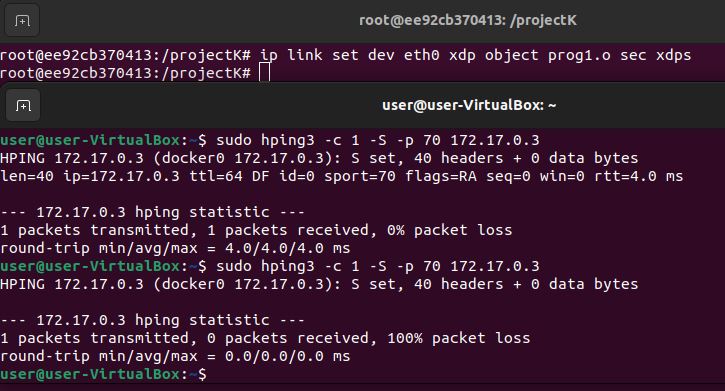 root@ee92cb370413: /projectK
root@ee92cb370413:/projectK# ip link set dev eth0 xdp object prog1.o sec xdps
root@ee92cb370413:/projectK#
user@user-VirtualBox: ~
user@user-VirtualBox:~$ sudo hping3 -c 1 -S -p 70 172.17.0.3
HPING 172.17.0.3 (docker0 172.17.0.3): S set, 40 headers + 0 data bytes
len=40 ip=172.17.0.3 ttl=64 DF id=0 sport=70 flags=RA seq=0 win=0 rtt=4.0 ms
--- 172.17.0.3 hping statistic ---
1 packets transmitted, 1 packets received, 0% packet loss
round-trip min/avg/max = 4.0/4.0/4.0 ms
user@user-VirtualBox:~$ sudo hping3 -c 1 -S -p 70 172.17.0.3
HPING 172.17.0.3 (docker0 172.17.0.3): S set, 40 headers + 0 data bytes
--- 172.17.0.3 hping statistic ---
1 packets transmitted, 0 packets received, 100% packet loss
round-trip min/avg/max = 0.0/0.0/0.0 ms
user@user-VirtualBox:~$